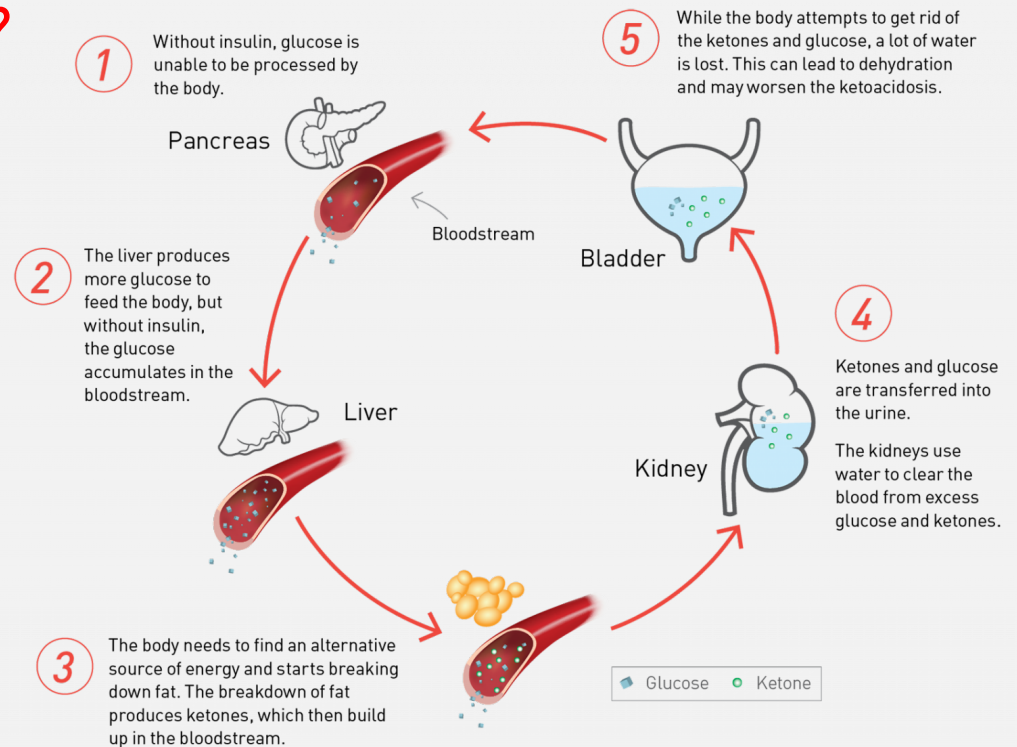 1
Without insulin, glucose is
unable to be processed by
the body.
Pancreas
Bloodstream
2
The liver produces
more glucose to
feed the body, but
without insulin,
the glucose
accumulates in the
bloodstream.
Liver
3
The body needs to find an alternative
source of energy and starts breaking
down fat. The breakdown of fat
produces ketones, which then build
up in the bloodstream.
4
Ketones and glucose
are transferred into
the urine.
The kidneys use
water to clear the
blood from excess
glucose and ketones.
Kidney
5
While the body attempts to get rid of
the ketones and glucose, a lot of water
is lost. This can lead to dehydration
and may worsen the ketoacidosis.
Bladder
Glucose Ketone